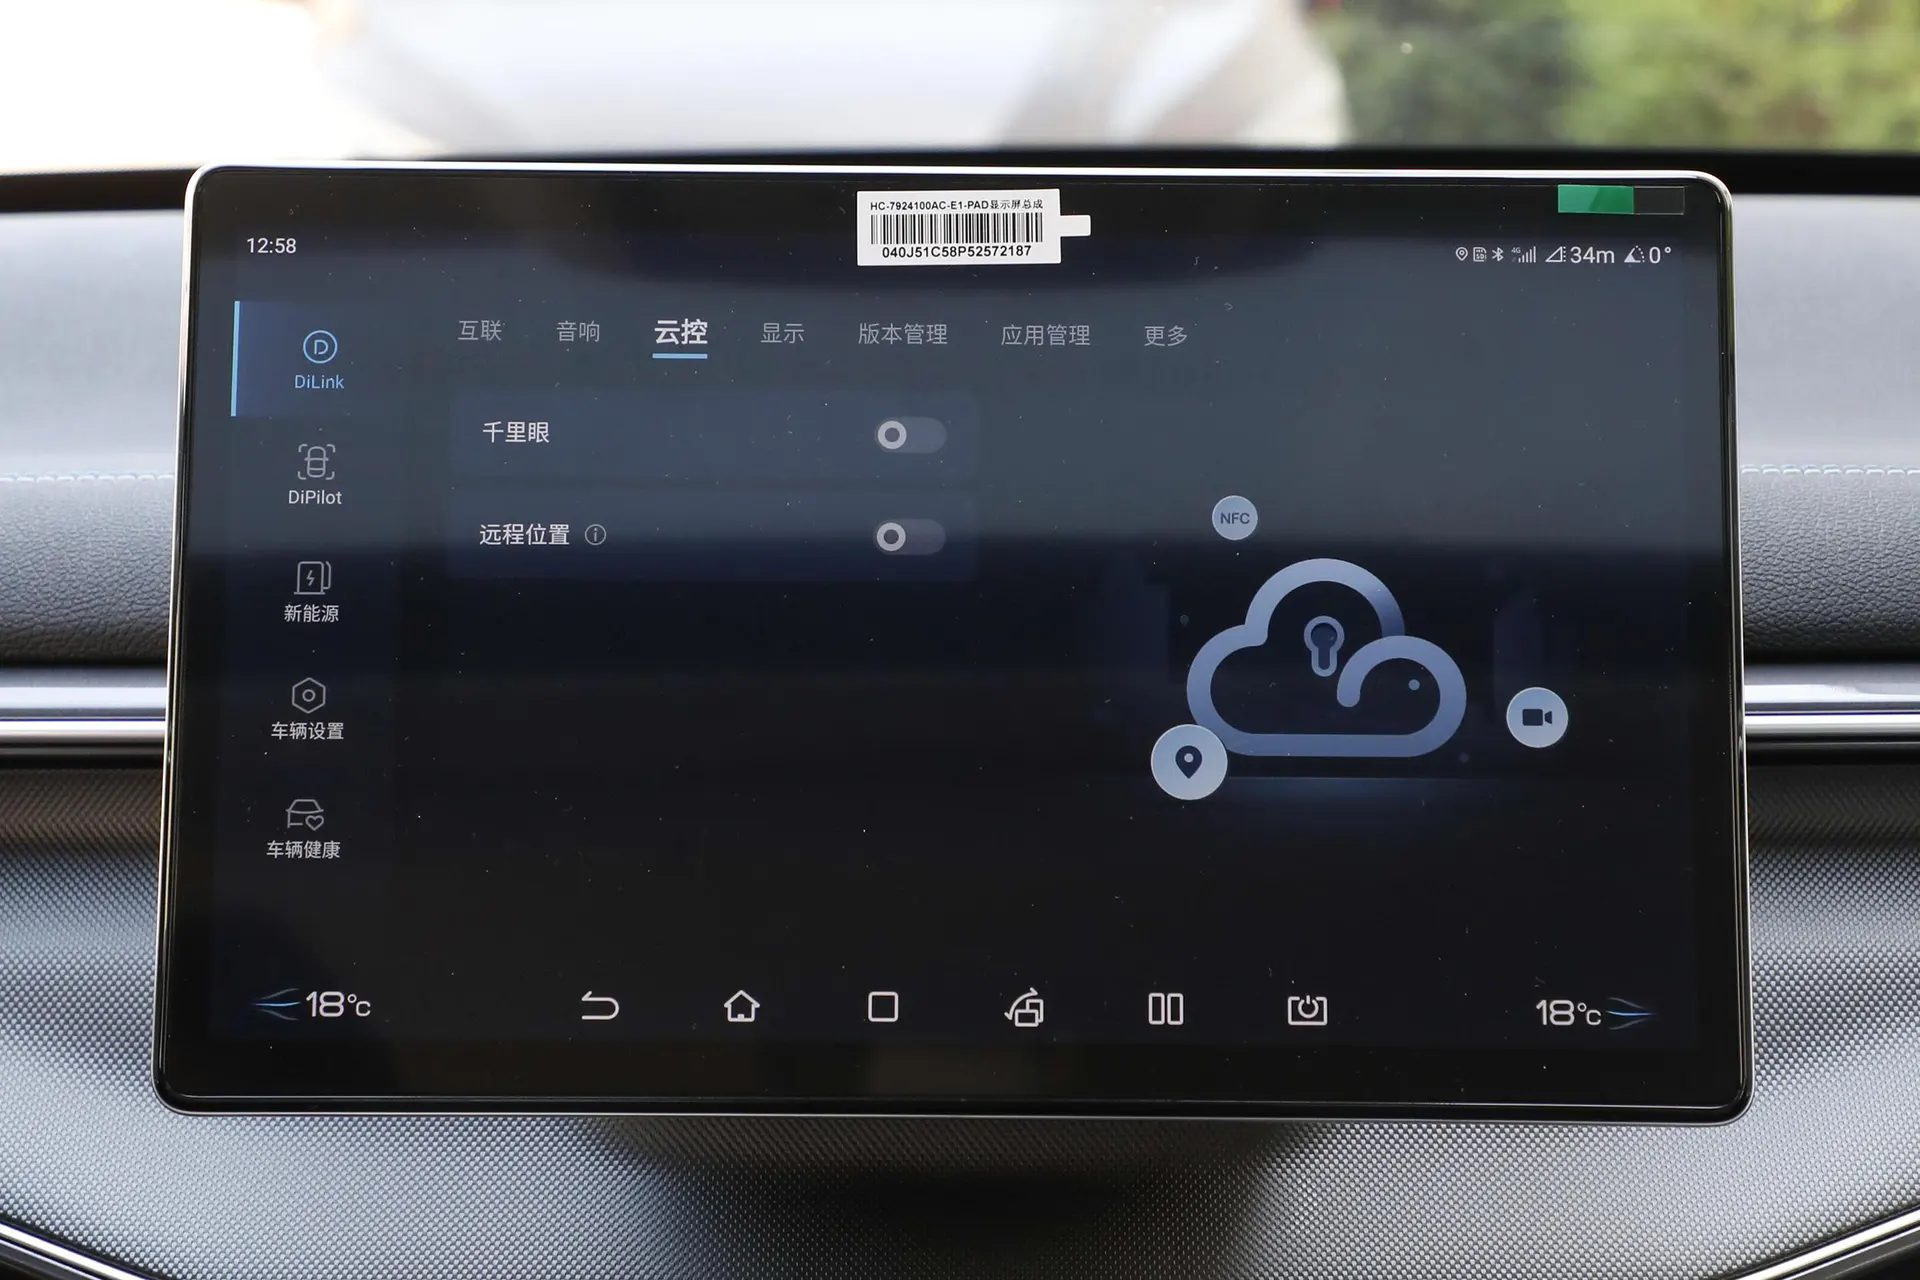 HC-7924100AC-E1-PAD显示屏总成
040J51C58P52572187
12:58
4G
34m
0°
互联 音响 云控 显示 版本管理 应用管理 更多
DiLink
DiPilot
新能源
车辆设置
车辆健康
千里眼
远程位置
NFC
18°C
18°C